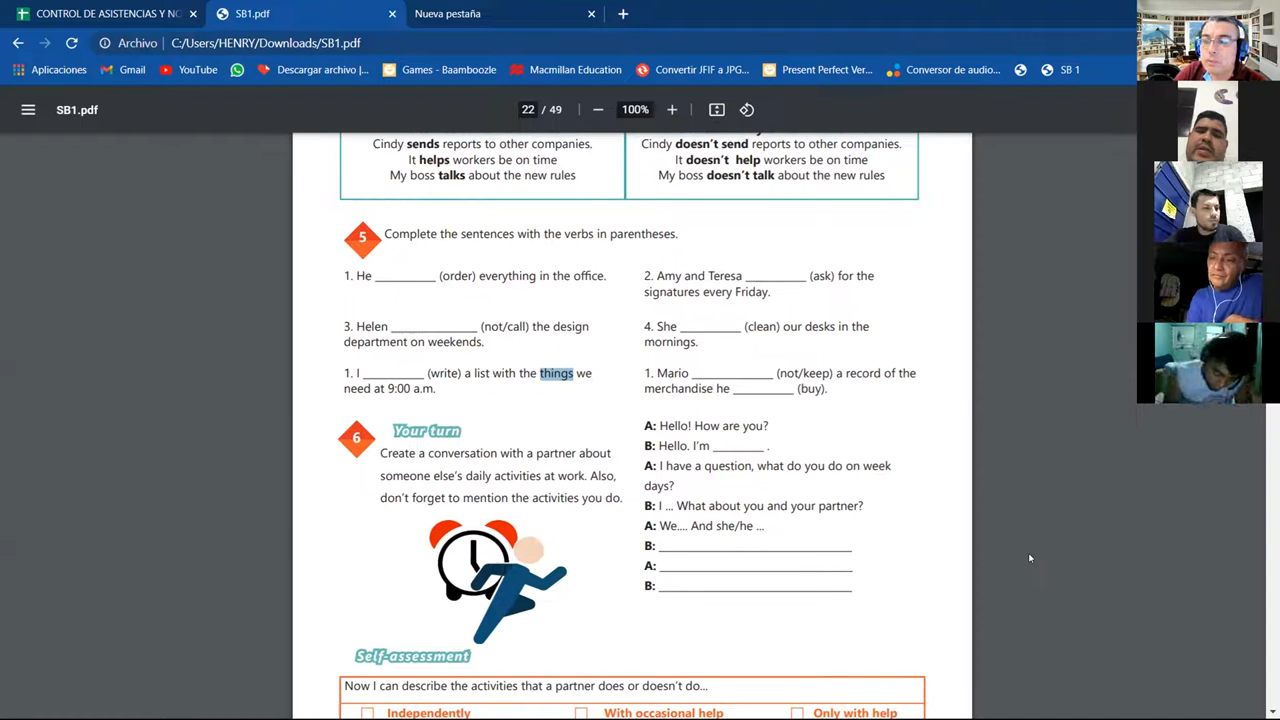 CONTROL DE ASISTENCIAS Y NO
SB1.pdf
Nueva pestaña
Archivo
C:/Users/HENRY/Downloads/SB1.pdf
Aplicaciones
Gmail
YouTube
Descargar archivo |...
Games - Baamboozle
Macmillan Education
Convertir JFIF a JPG...
Present Perfect Ver...
Conversor de audio...
SB 1
SB1.pdf
22 / 49
100%
Cindy sends reports to other companies.
It helps workers be on time
My boss talks about the new rules
Cindy doesn't send reports to other companies.
It doesn't help workers be on time
My boss doesn't talk about the new rules
5
Complete the sentences with the verbs in parentheses.
1. He __________ (order) everything in the office.
2. Amy and Teresa __________ (ask) for the
signatures every Friday.
3. Helen ______________ (not/call) the design
department on weekends.
4. She __________ (clean) our desks in the
mornings.
1. I __________ (write) a list with the things we
need at 9:00 a.m.
1. Mario _____________ (not/keep) a record of the
merchandise he __________ (buy).
6
Your turn
Create a conversation with a partner about
someone else's daily activities at work. Also,
don't forget to mention the activities you do.
A: Hello! How are you?
B: Hello. I'm ________ .
A: I have a question, what do you do on week
days?
B: I ... What about you and your partner?
A: We.... And she/he ...
B: ________________________________
A: ________________________________
B: ________________________________
Self-assessment
Now I can describe the activities that a partner does or doesn't do...
Independently
With occasional help
Only with help